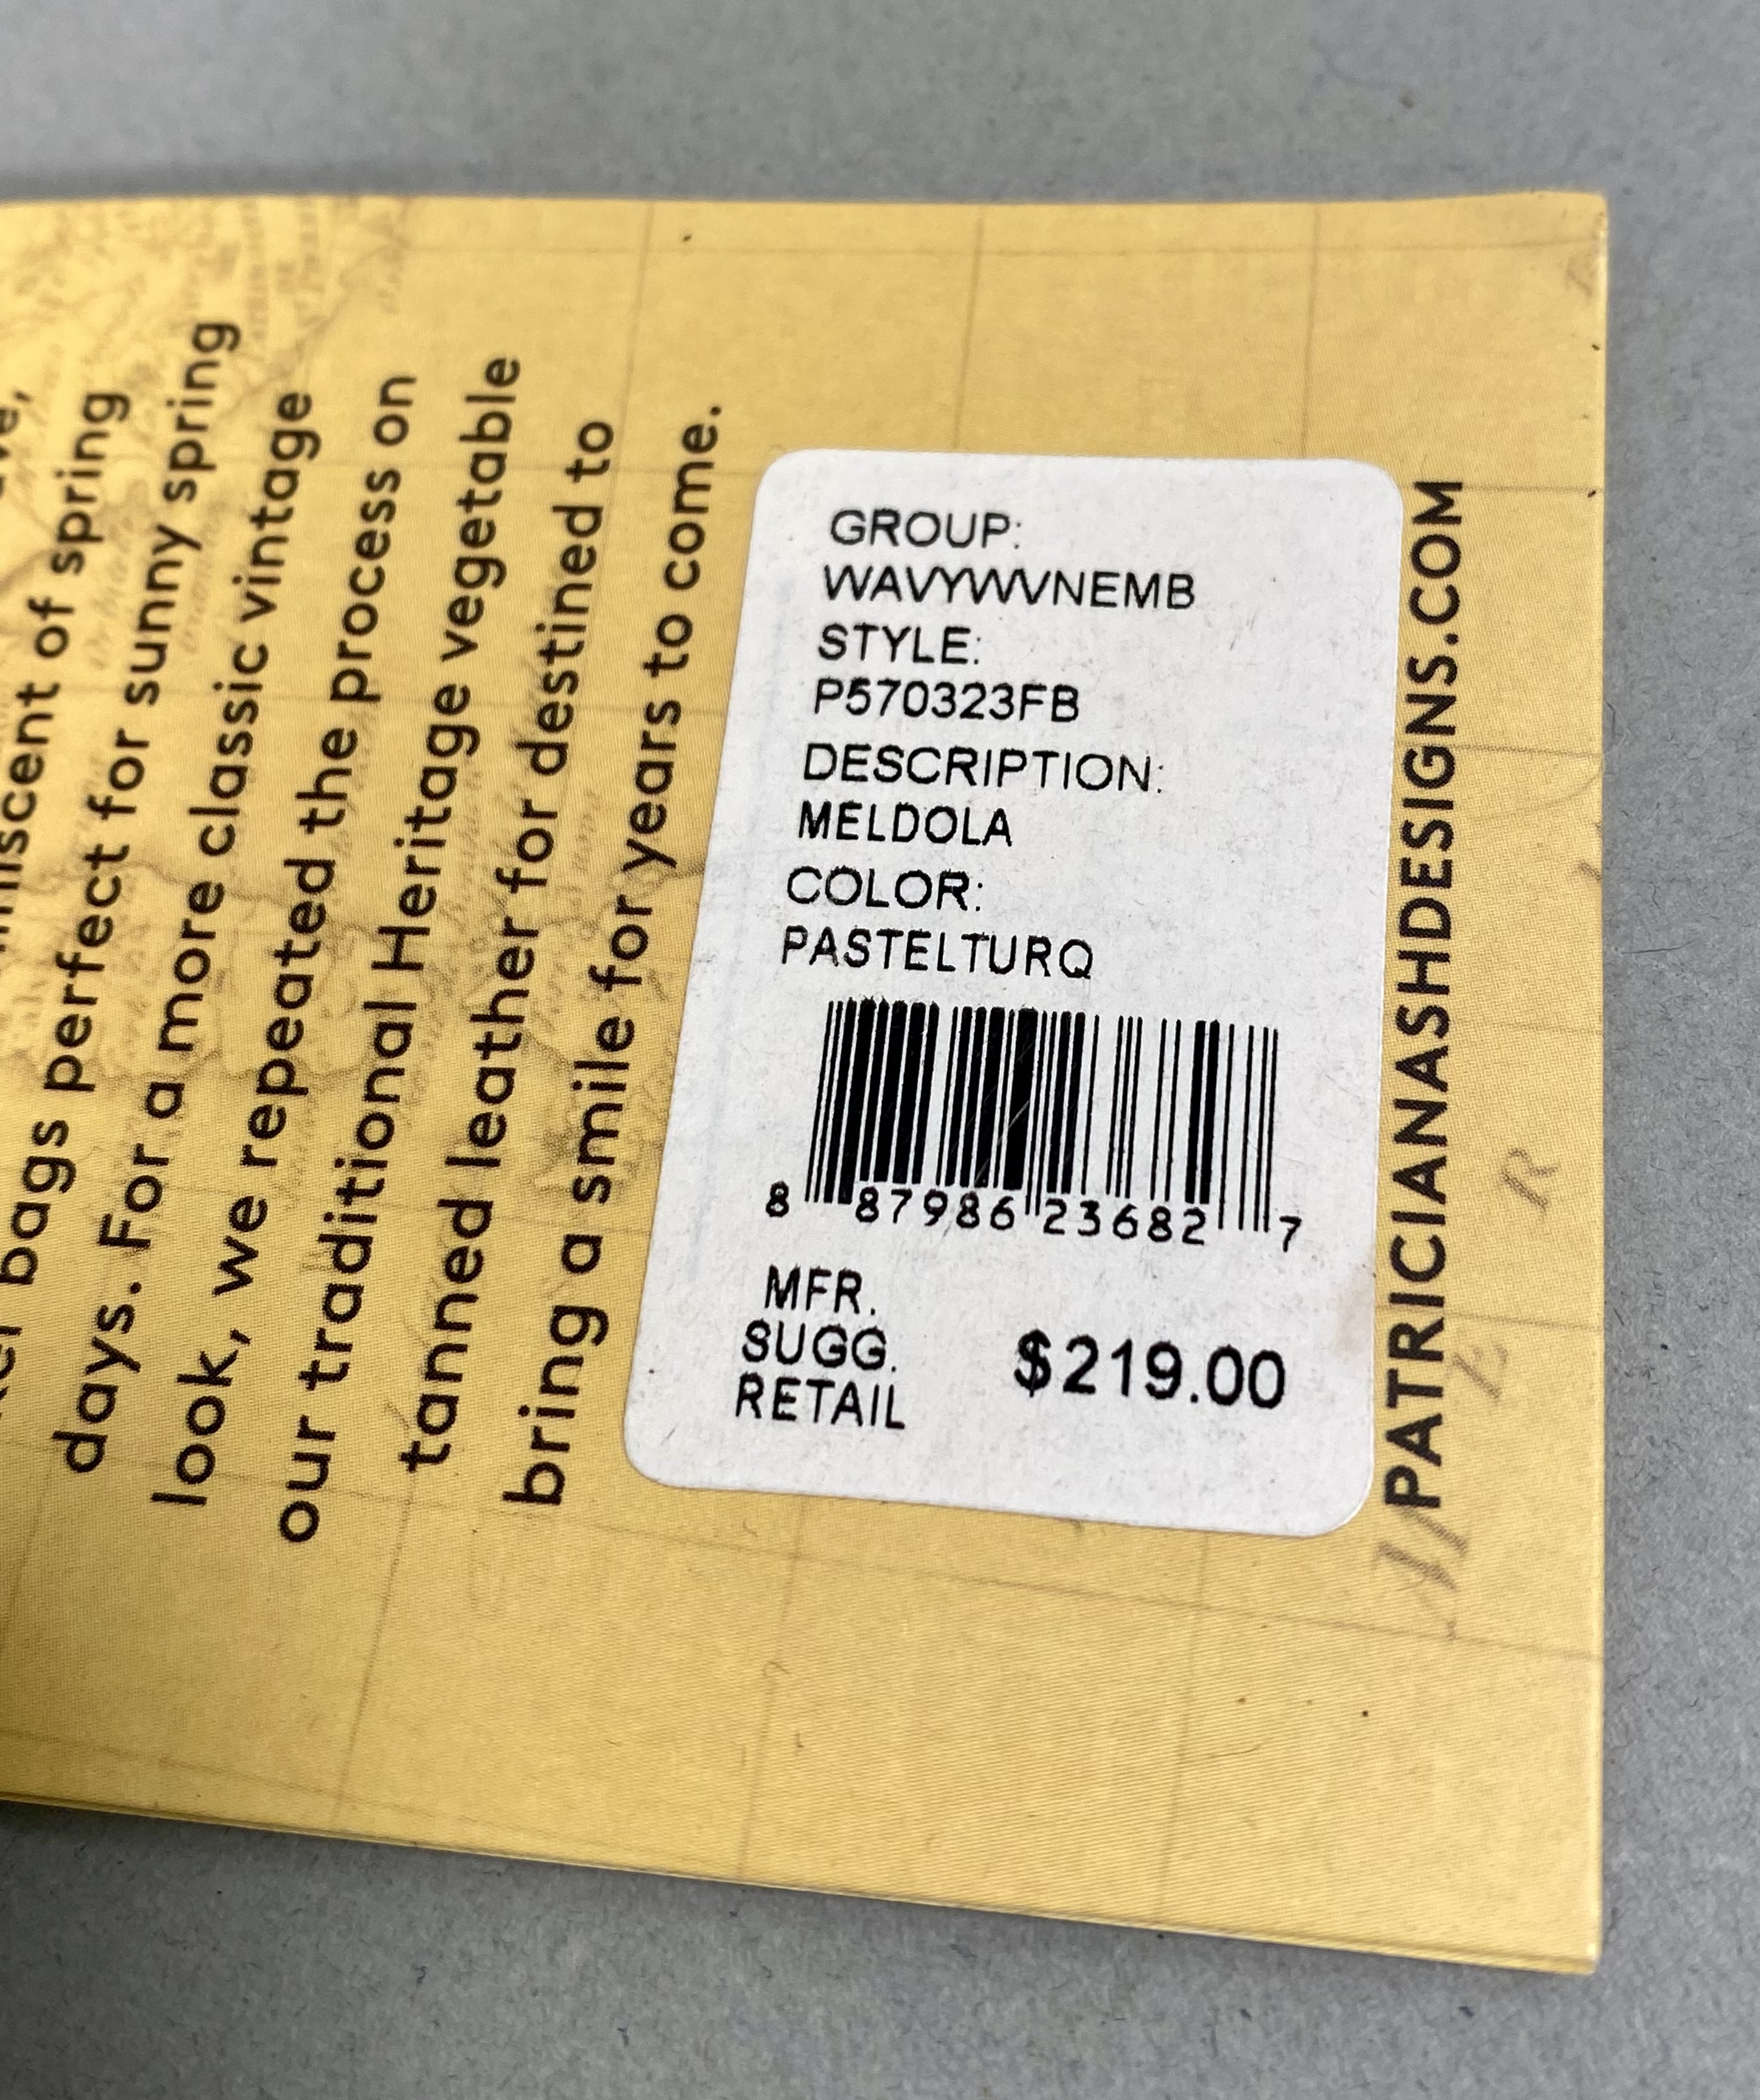 of spring
bags perfect for sunny spring
days. For a more classic vintage
look, we repeated the process on
our traditional Heritage vegetable
tanned leather for destined to
bring a smile for years to come.
GROUP:
WAVYWVNEMB
STYLE:
P570323FB
DESCRIPTION:
MELDOLA
COLOR:
PASTELTURQ
8 87986 23682 7
MFR.
SUGG.
RETAIL
$219.00
PATRICIANASHDESIGNS.COM